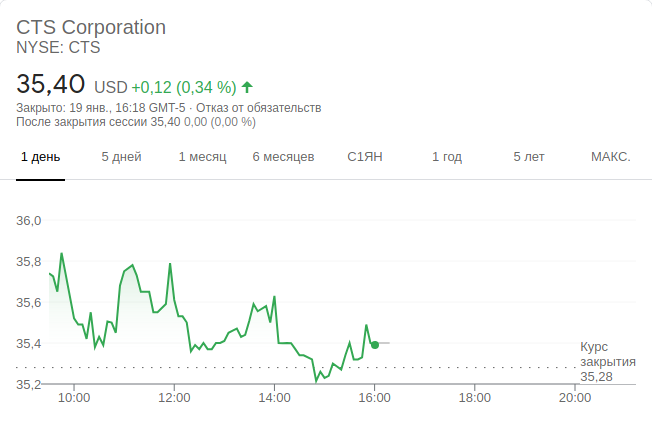 CTS Corporation
NYSE: CTS
35,40 USD +0,12 (0,34 %)
Закрыто: 19 янв., 16:18 GMT-5 · Отказ от обязательств
После закрытия сессии 35,40 0,00 (0,00 %)
1 день 5 дней 1 месяц 6 месяцев С1ЯН 1 год 5 лет МАКС.
36,0
35,8
35,6
35,4
Курс
закрытия
35,28
35,2
10:00 12:00 14:00 16:00 18:00 20:00